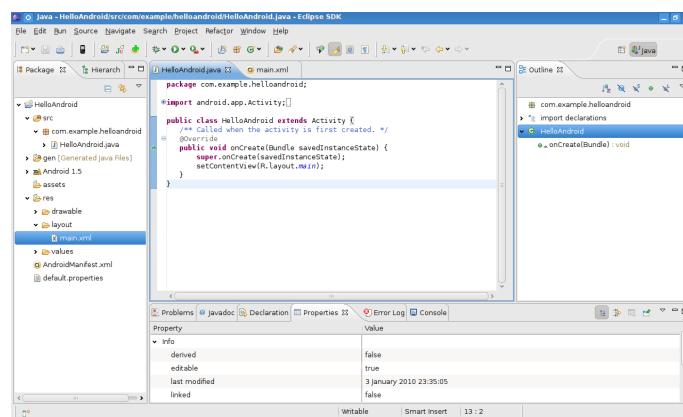 Java - HelloAndroid/src/com/example/helloandroid/HelloAndroid.java - Eclipse SDK
File Edit Run Source Navigate Search Project Refactor Window Help
Java
Package
Hierarch
HelloAndroid
src
com.example.helloandroid
HelloAndroid.java
gen [Generated Java Files]
Android 1.5
assets
res
drawable
layout
main.xml
values
AndroidManifest.xml
default.properties
HelloAndroid.java
main.xml
package com.example.helloandroid;
import android.app.Activity;
public class HelloAndroid extends Activity {
/** Called when the activity is first created. */
@Override
public void onCreate(Bundle savedInstanceState) {
super.onCreate(savedInstanceState);
setContentView(R.layout.main);
}
}
Outline
com.example.helloandroid
import declarations
HelloAndroid
onCreate(Bundle) : void
Problems @ Javadoc Declaration Properties Error Log Console
Property Value
Info
derived false
editable true
last modified 3 January 2010 23:35:05
linked false
Writable Smart Insert 13 : 2